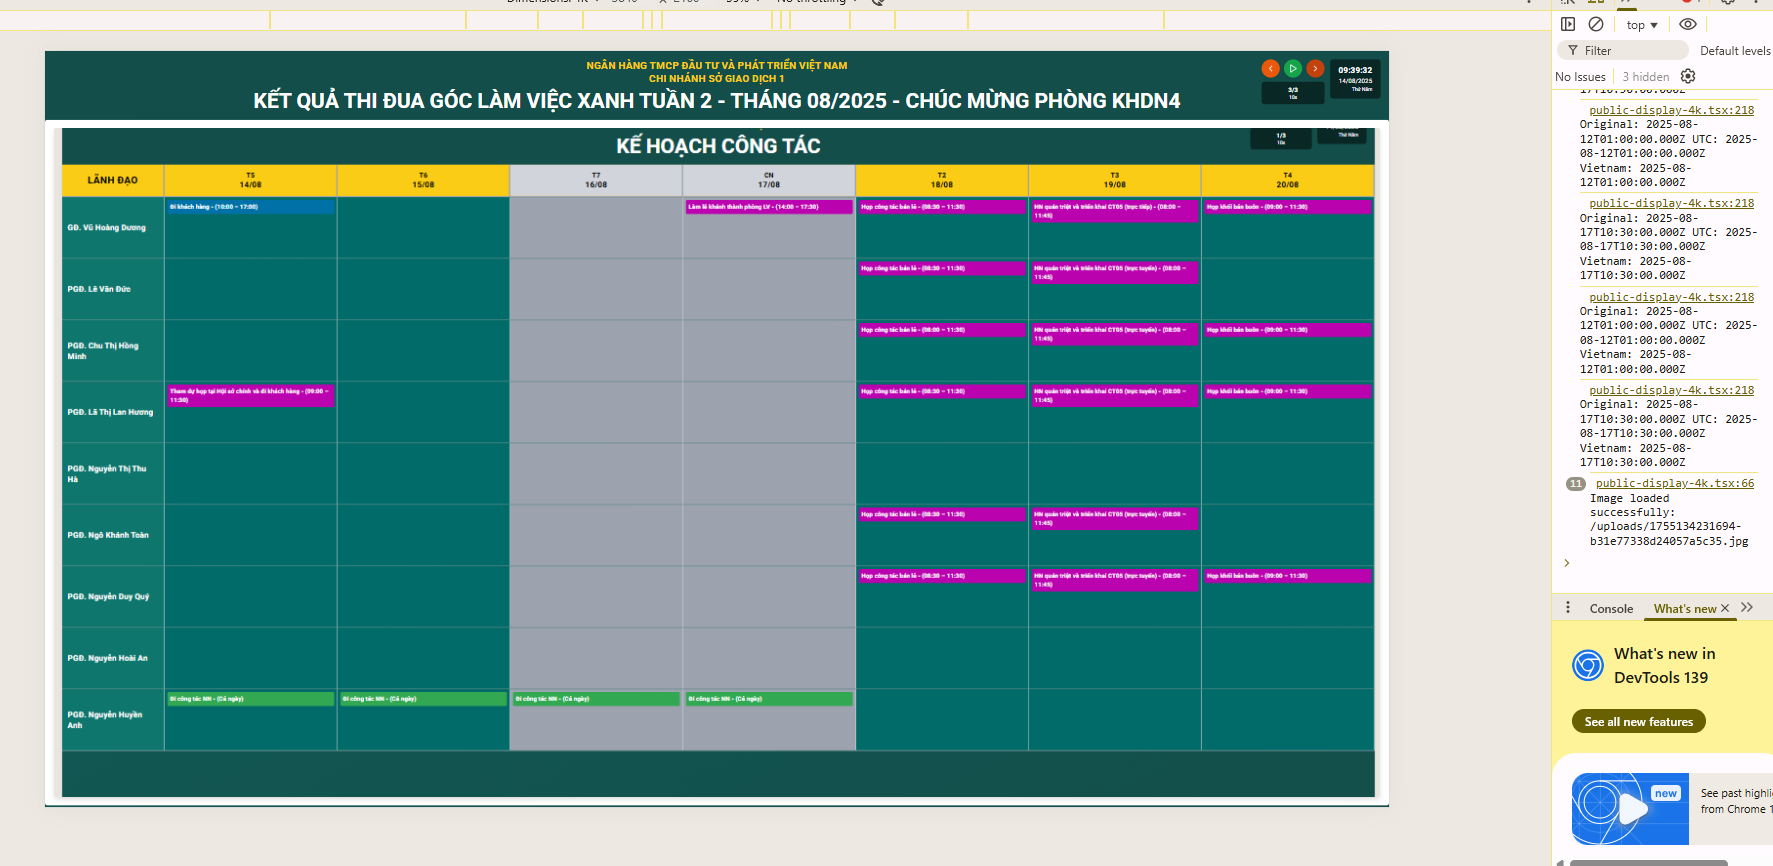 NGÂN HÀNG TMCP ĐẦU TƯ VÀ PHÁT TRIỂN VIỆT NAM
CHI NHÁNH SỞ GIAO DỊCH 1
KẾT QUẢ THI ĐUA GÓC LÀM VIỆC XANH TUẦN 2 - THÁNG 08/2025 - CHÚC MỪNG PHÒNG KHDN4
3/3
10s
09:39:32
14/08/2025
Thứ Năm
KẾ HOẠCH CÔNG TÁC
1/3
10s
Thứ Năm
LÃNH ĐẠO
T5
14/08
T6
15/08
T7
16/08
CN
17/08
T2
18/08
T3
19/08
T4
20/08
GĐ. Vũ Hoàng Dương
Đi khách hàng - (10:00 - 17:00)
Làm lễ khánh thành phòng LV - (14:00 - 17:30)
Họp công tác bán lẻ - (08:30 - 11:30)
HN quán triệt và triển khai CT05 (trực tiếp) - (08:00 -
11:45)
Họp khối bán buôn - (09:00 - 11:30)
PGĐ. Lê Văn Đức
Họp công tác bán lẻ - (08:30 - 11:30)
HN quán triệt và triển khai CT05 (trực tuyến) - (08:00 -
11:45)
PGĐ. Chu Thị Hồng
Minh
Họp công tác bán lẻ - (08:00 - 11:30)
HN quán triệt và triển khai CT05 (trực tuyến) - (08:00 -
11:45)
Họp khối bán buôn - (09:00 - 11:30)
PGĐ. Lã Thị Lan Hương
Tham dự họp tại Hội sở chính và đi khách hàng - (09:00 -
11:30)
Họp công tác bán lẻ - (08:30 - 11:30)
HN quán triệt và triển khai CT05 (trực tuyến) - (08:00 -
11:45)
Họp khối bán buôn - (09:00 - 11:30)
PGĐ. Nguyễn Thị Thu
Hà
PGĐ. Ngô Khánh Toàn
Họp công tác bán lẻ - (08:30 - 11:30)
HN quán triệt và triển khai CT05 (trực tuyến) - (08:00 -
11:45)
PGĐ. Nguyễn Duy Quý
Họp công tác bán lẻ - (08:30 - 11:30)
HN quán triệt và triển khai CT05 (trực tuyến) - (08:00 -
11:45)
Họp khối bán buôn - (09:00 - 11:30)
PGĐ. Nguyễn Hoài An
PGĐ. Nguyễn Huyền
Anh
Đi công tác NN - (Cả ngày)
Đi công tác NN - (Cả ngày)
Đi công tác NN - (Cả ngày)
Đi công tác NN - (Cả ngày)
top
Filter
Default levels
No Issues
3 hidden
public-display-4k.tsx:218
Original: 2025-08-
12T01:00:00.000Z UTC: 2025-
08-12T01:00:00.000Z
Vietnam: 2025-08-
12T01:00:00.000Z
public-display-4k.tsx:218
Original: 2025-08-
17T10:30:00.000Z UTC: 2025-
08-17T10:30:00.000Z
Vietnam: 2025-08-
17T10:30:00.000Z
public-display-4k.tsx:218
Original: 2025-08-
12T01:00:00.000Z UTC: 2025-
08-12T01:00:00.000Z
Vietnam: 2025-08-
12T01:00:00.000Z
public-display-4k.tsx:218
Original: 2025-08-
17T10:30:00.000Z UTC: 2025-
08-17T10:30:00.000Z
Vietnam: 2025-08-
17T10:30:00.000Z
11 public-display-4k.tsx:66
Image loaded
successfully:
/uploads/1755134231694-
b31e77338d24057a5c35.jpg
Console
What's new
What's new in
DevTools 139
See all new features
new
See past highli
from Chrome 1